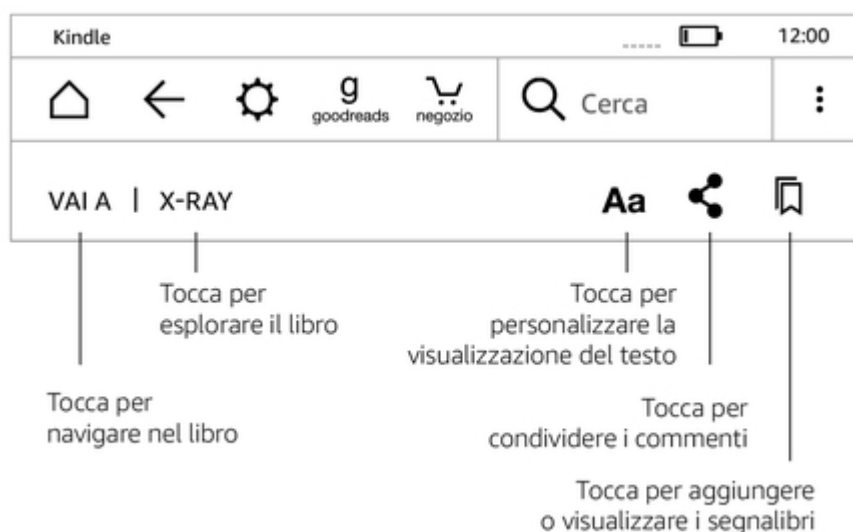 Kindle 12:00
g
goodreads negozio Cerca
VAI A | X-RAY Aa
Tocca per
esplorare il libro
Tocca per
personalizzare la
visualizzazione del testo
Tocca per
navigare nel libro
Tocca per
condividere i commenti
Tocca per aggiungere
o visualizzare i segnalibri